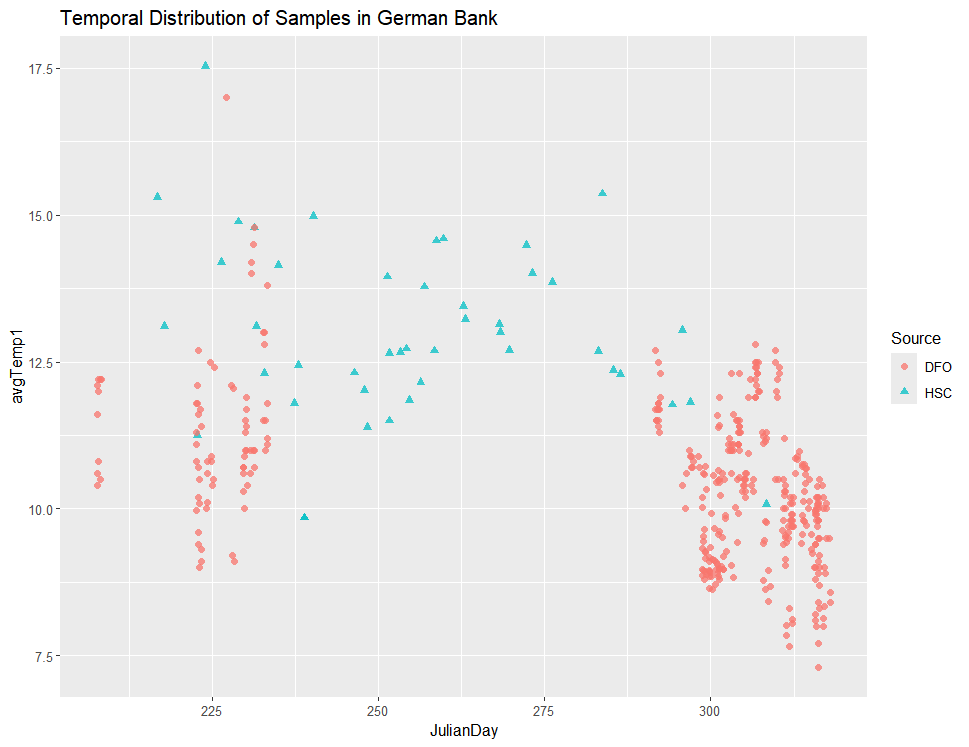 Temporal Distribution of Samples in German Bank
17.5
15.0
12.5
10.0
7.5
avgTemp1
225
250
275
300
JulianDay
Source
DFO
HSC